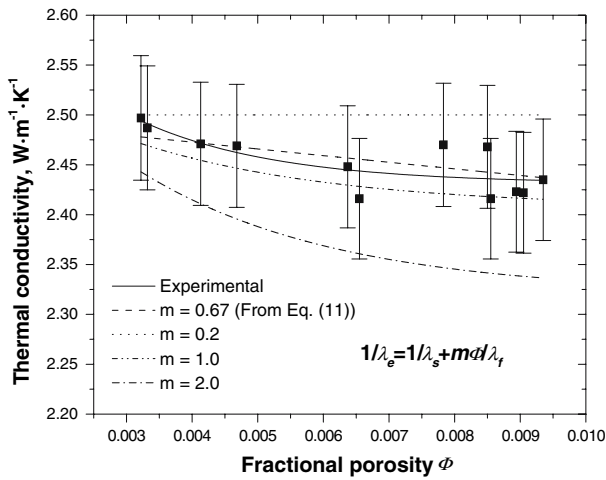 2.60
2.55
2.50
2.45
2.40
2.35
2.30
2.25
2.20
Thermal conductivity, W·m⁻¹·K⁻¹
Experimental
m = 0.67 (From Eq. (11))
m = 0.2
m = 1.0
m = 2.0
1/λₑ=1/λₛ+mΦ/λ_f
0.003 0.004 0.005 0.006 0.007 0.008 0.009 0.010
Fractional porosity Φ